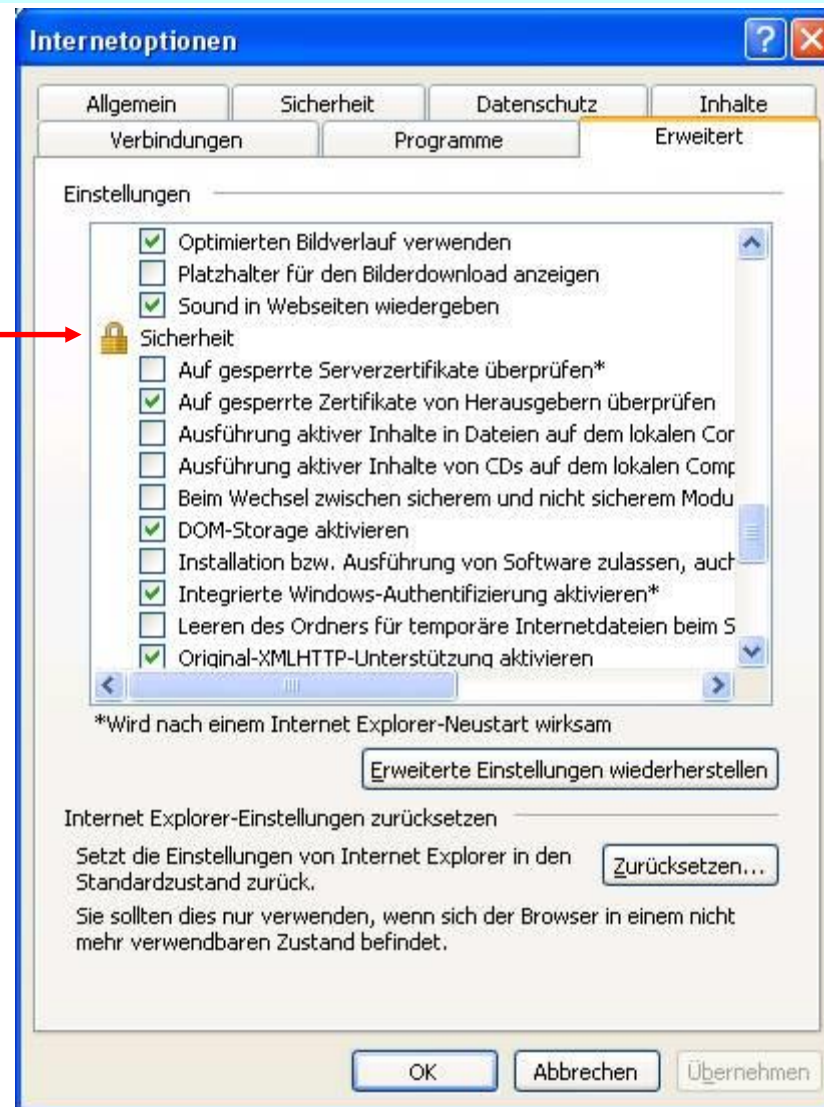 Internetoptionen
Allgemein Sicherheit Datenschutz Inhalte
Verbindungen Programme Erweitert
Einstellungen
Optimierten Bildverlauf verwenden
Platzhalter für den Bilderdownload anzeigen
Sound in Webseiten wiedergeben
Sicherheit
Auf gesperrte Serverzertifikate überprüfen*
Auf gesperrte Zertifikate von Herausgebern überprüfen
Ausführung aktiver Inhalte in Dateien auf dem lokalen Cor
Ausführung aktiver Inhalte von CDs auf dem lokalen Comp
Beim Wechsel zwischen sicherem und nicht sicherem Modu
DOM-Storage aktivieren
Installation bzw. Ausführung von Software zulassen, auch
Integrierte Windows-Authentifizierung aktivieren*
Leeren des Ordners für temporäre Internetdateien beim S
Original-XMLHTTP-Unterstützung aktivieren
*Wird nach einem Internet Explorer-Neustart wirksam
Erweiterte Einstellungen wiederherstellen
Internet Explorer-Einstellungen zurücksetzen
Setzt die Einstellungen von Internet Explorer in den
Standardzustand zurück.
Zurücksetzen...
Sie sollten dies nur verwenden, wenn sich der Browser in einem nicht
mehr verwendbaren Zustand befindet.
OK Abbrechen Übernehmen